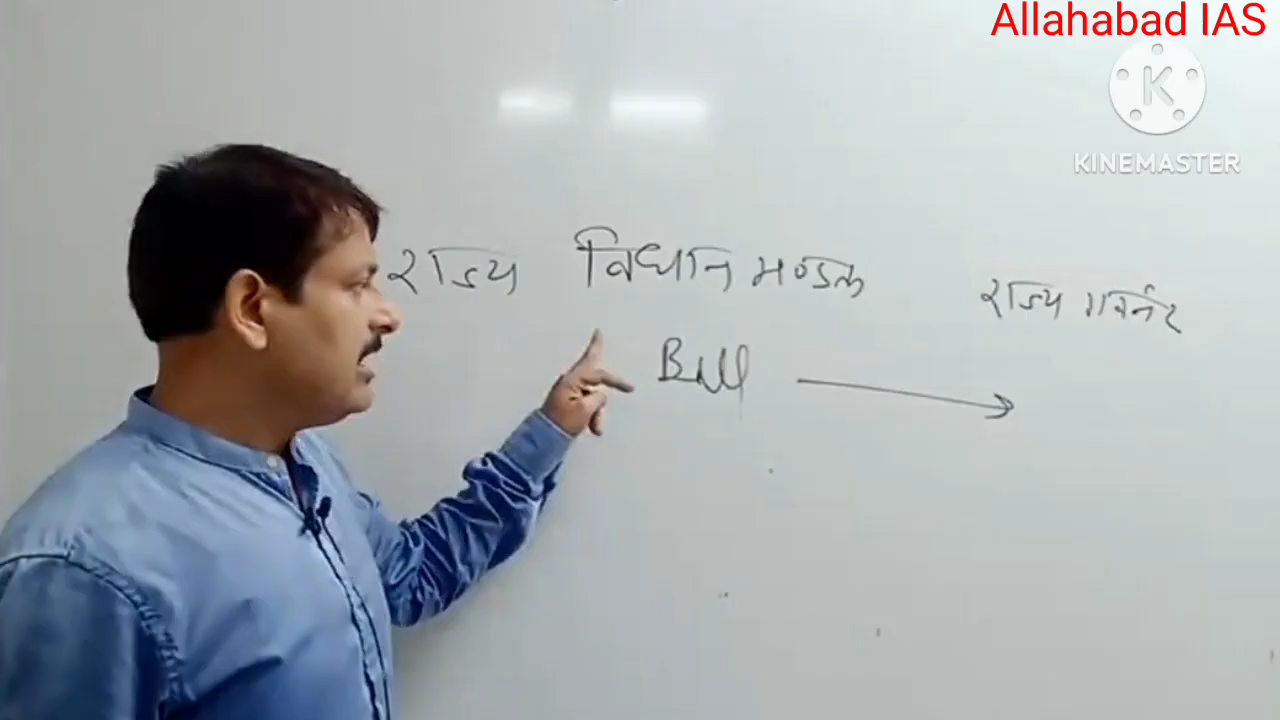 Allahabad IAS
K
KINEMASTER
राज्य विधान मण्डल
राज्य गवर्नर
Bill